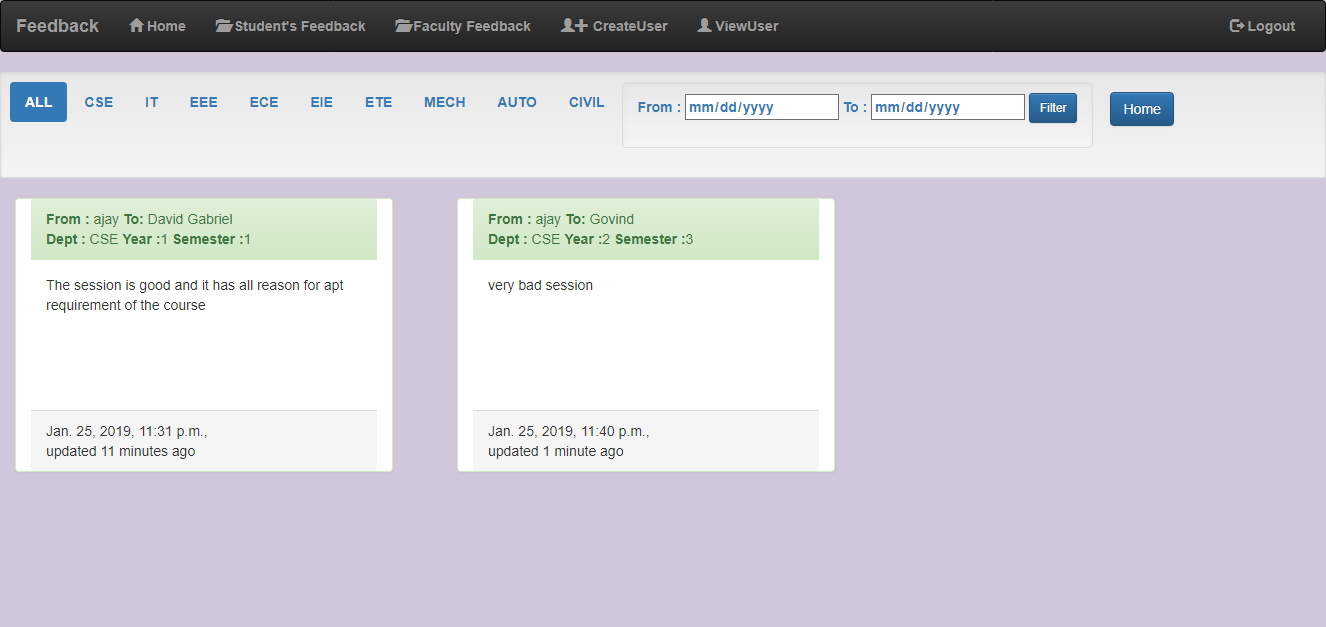 Feedback Home Student's Feedback Faculty Feedback CreateUser ViewUser Logout
ALL CSE IT EEE ECE EIE ETE MECH AUTO CIVIL From : mm/dd/yyyy To : mm/dd/yyyy Filter Home
From : ajay To: David Gabriel
Dept : CSE Year :1 Semester :1
The session is good and it has all reason for apt
requirement of the course
Jan. 25, 2019, 11:31 p.m.,
updated 11 minutes ago
From : ajay To: Govind
Dept : CSE Year :2 Semester :3
very bad session
Jan. 25, 2019, 11:40 p.m.,
updated 1 minute ago